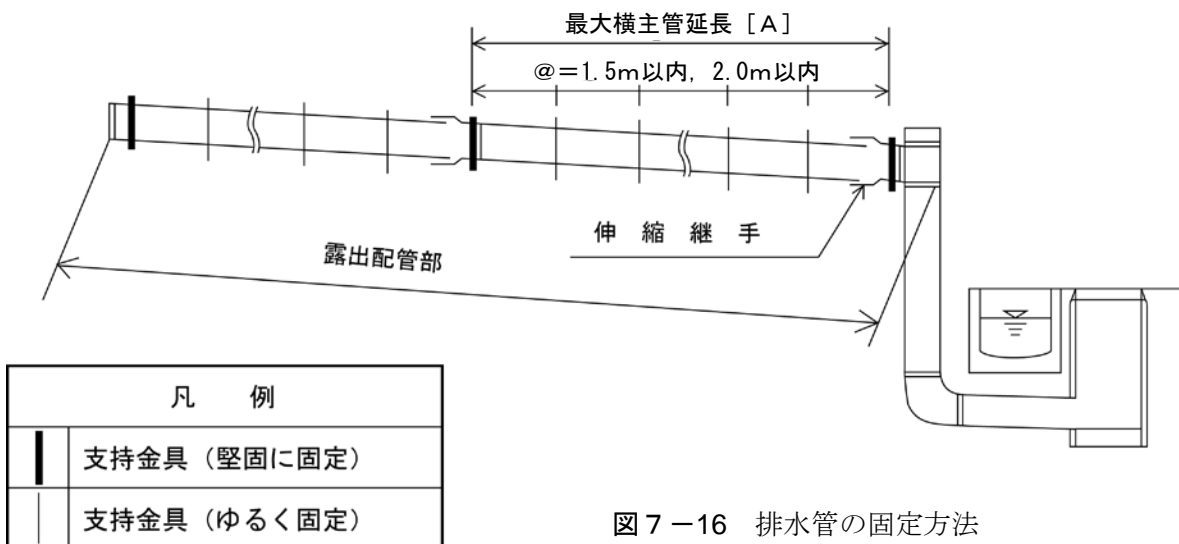 最大横主管延長［A］
@＝1.5m以内，2.0m以内
伸縮継手
露出配管部
凡　例
支持金具（堅固に固定）
支持金具（ゆるく固定）
図７－16　排水管の固定方法